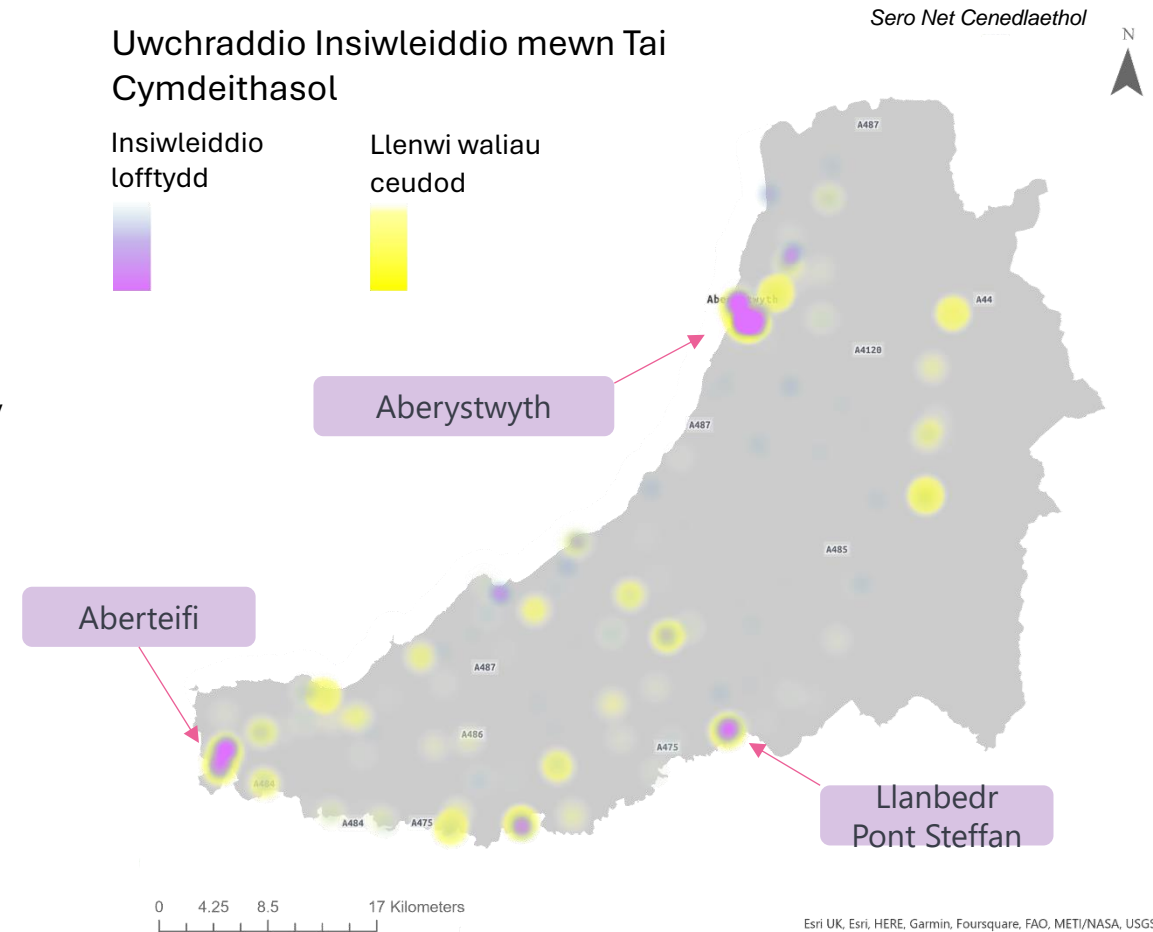 Sero Net Cenedlaethol
Uwchraddio Insiwleiddio mewn Tai
Cymdeithasol
N
Insiwleiddio
lofftydd
Llenwi waliau
ceudod
A487
A44
A4120
Aberystwyth
A487
A485
Aberteifi
A487
A486
A475
A484
A484
A475
Llanbedr
Pont Steffan
0 4.25 8.5 17 Kilometers
Esri UK, Esri, HERE, Garmin, Foursquare, FAO, METI/NASA, USGS